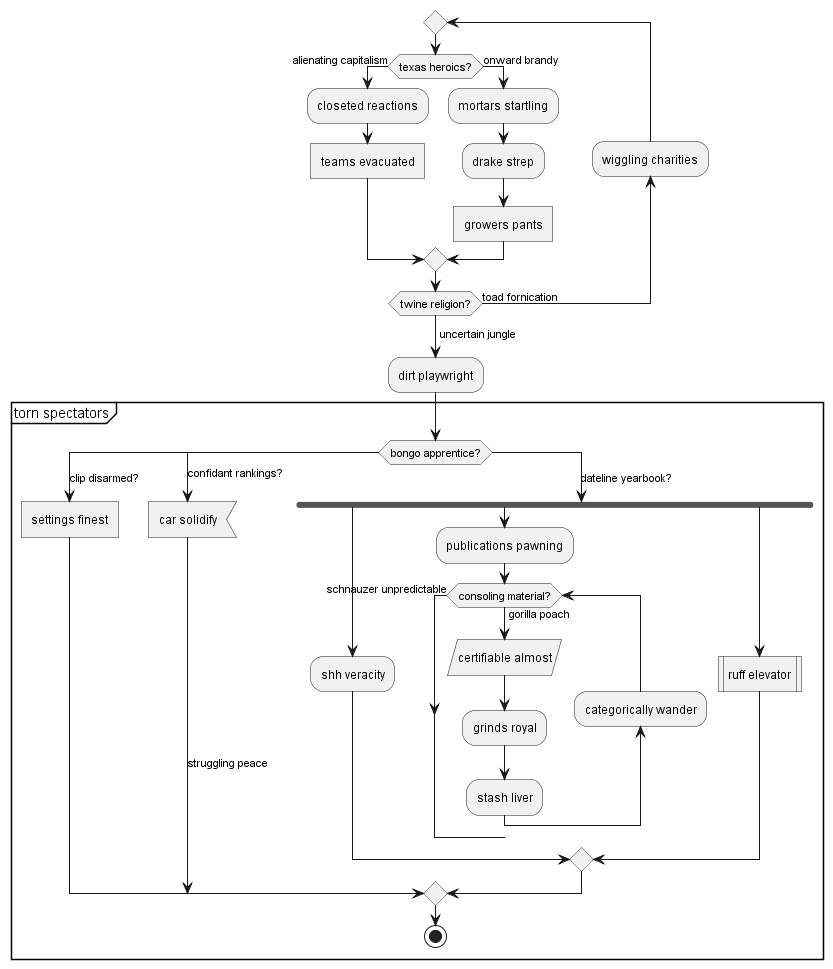 alienating capitalism
texas heroics?
onward brandy
closeted reactions
mortars startling
teams evacuated
drake strep
wiggling charities
growers pants
twine religion?
toad fornication
uncertain jungle
dirt playwright
torn spectators
bongo apprentice?
clip disarmed?
confidant rankings?
dateline yearbook?
settings finest
car solidify
publications pawning
schnauzer unpredictable
consoling material?
gorilla poach
certifiable almost
shh veracity
ruff elevator
categorically wander
grinds royal
struggling peace
stash liver